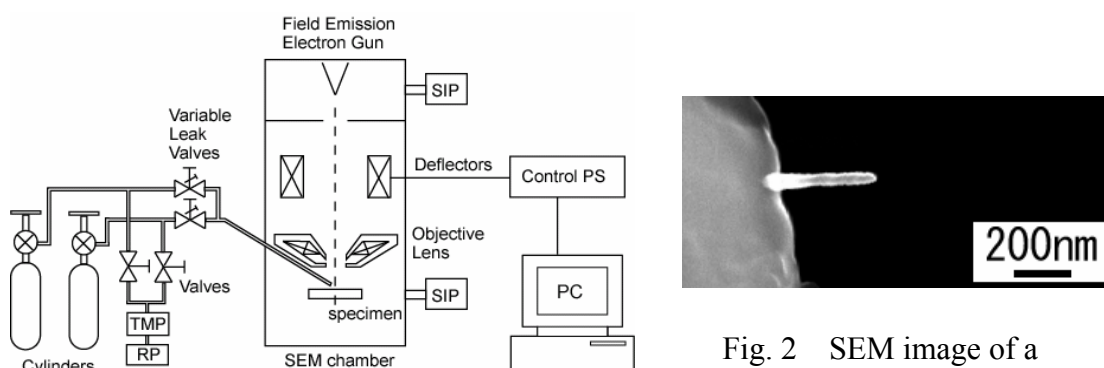 Field Emission
Electron Gun
SIP
Variable
Leak
Valves
Deflectors
Control PS
Objective
Lens
Valves
PC
SIP
specimen
TMP
RP
Cylinders
SEM chamber
200nm
Fig. 2 SEM image of a